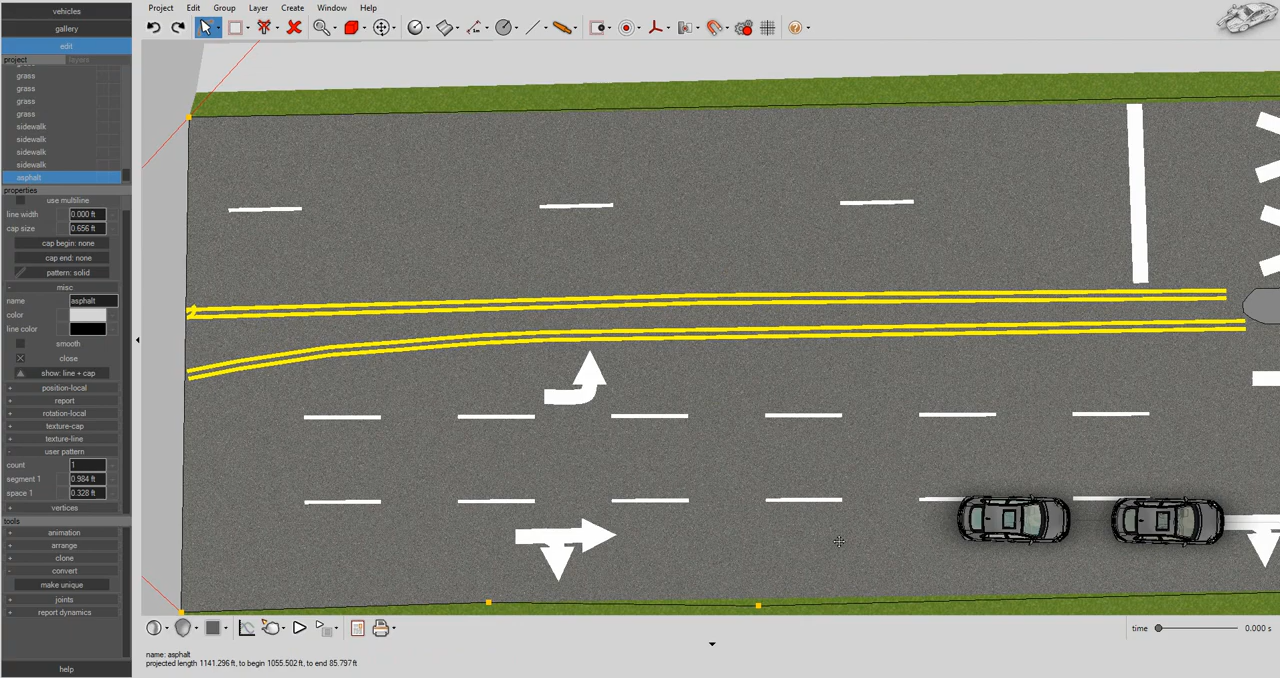 vehicles
gallery
edit
project layers
grass
grass
grass
grass
sidewalk
sidewalk
sidewalk
sidewalk
asphalt
properties
use multiline
line width 0.000 ft
cap size 0.656 ft
cap begin: none
cap end: none
pattern: solid
- misc
name asphalt
color
line color
smooth
close
show: line + cap
+ position-local
+ report
+ rotation-local
+ texture-cap
+ texture-line
- user pattern
count 1
segment 1 0.984 ft
space 1 0.328 ft
+ vertices
tools
+ animation
+ arrange
+ clone
- convert
make unique
+ joints
+ report dynamics
help
Project Edit Group Layer Create Window Help
time 0.000 s
name: asphalt
projected length 1141.296 ft, to begin 1055.502 ft, to end 85.797 ft